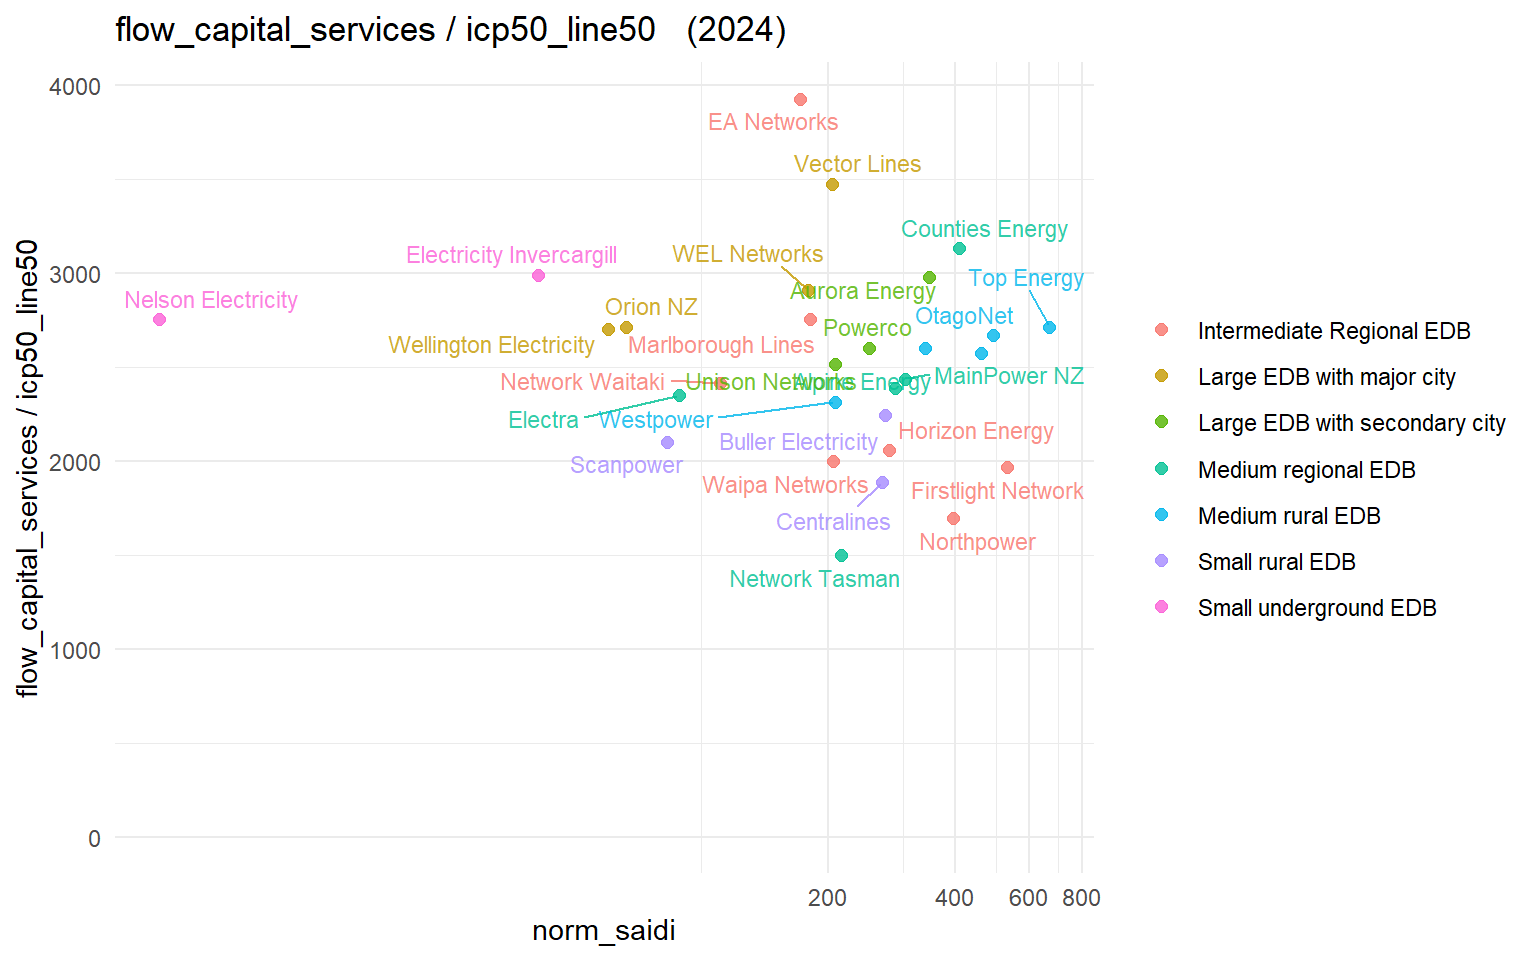 flow_capital_services / icp50_line50   (2024)
flow_capital_services / icp50_line50
4000
3000
2000
1000
0
EA Networks
Vector Lines
Counties Energy
Electricity Invercargill
WEL Networks
Top Energy
Nelson Electricity
Aurora Energy
Orion NZ
OtagoNet
Powerco
Wellington Electricity
Marlborough Lines
Network Waitaki
Unison Networks
Alpine Energy
MainPower NZ
Electra
Westpower
Horizon Energy
Buller Electricity
Scanpower
Waipa Networks
Firstlight Network
Centralines
Northpower
Network Tasman
200
400
600
800
norm_saidi
Intermediate Regional EDB
Large EDB with major city
Large EDB with secondary city
Medium regional EDB
Medium rural EDB
Small rural EDB
Small underground EDB